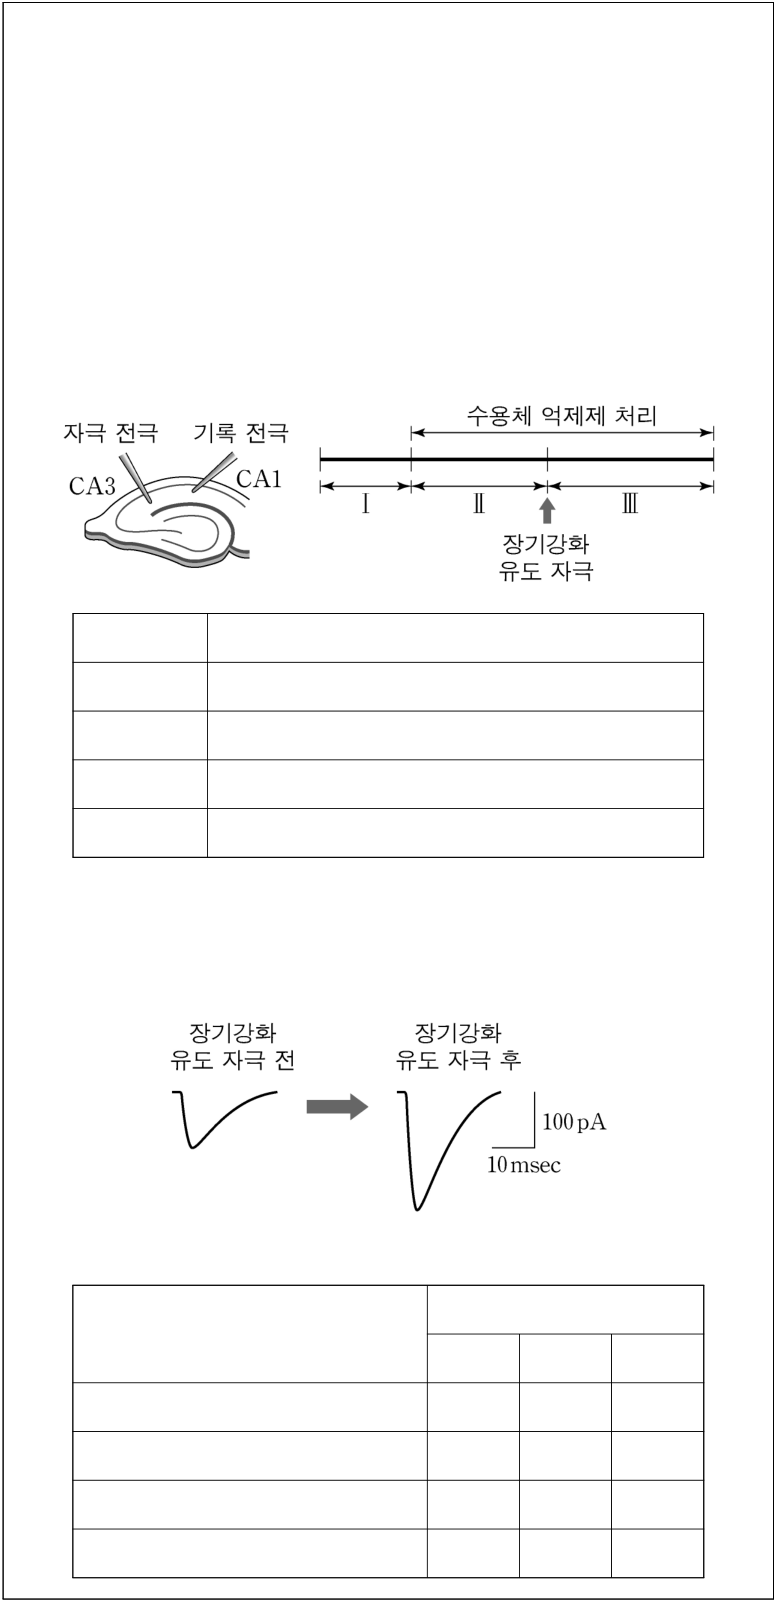 수용체 억제제 처리
자극 전극 기록 전극
CA3 CA1
Ⅰ Ⅱ Ⅲ
장기강화
유도 자극
장기강화
유도 자극 전
장기강화
유도 자극 후
100 pA
10 msec